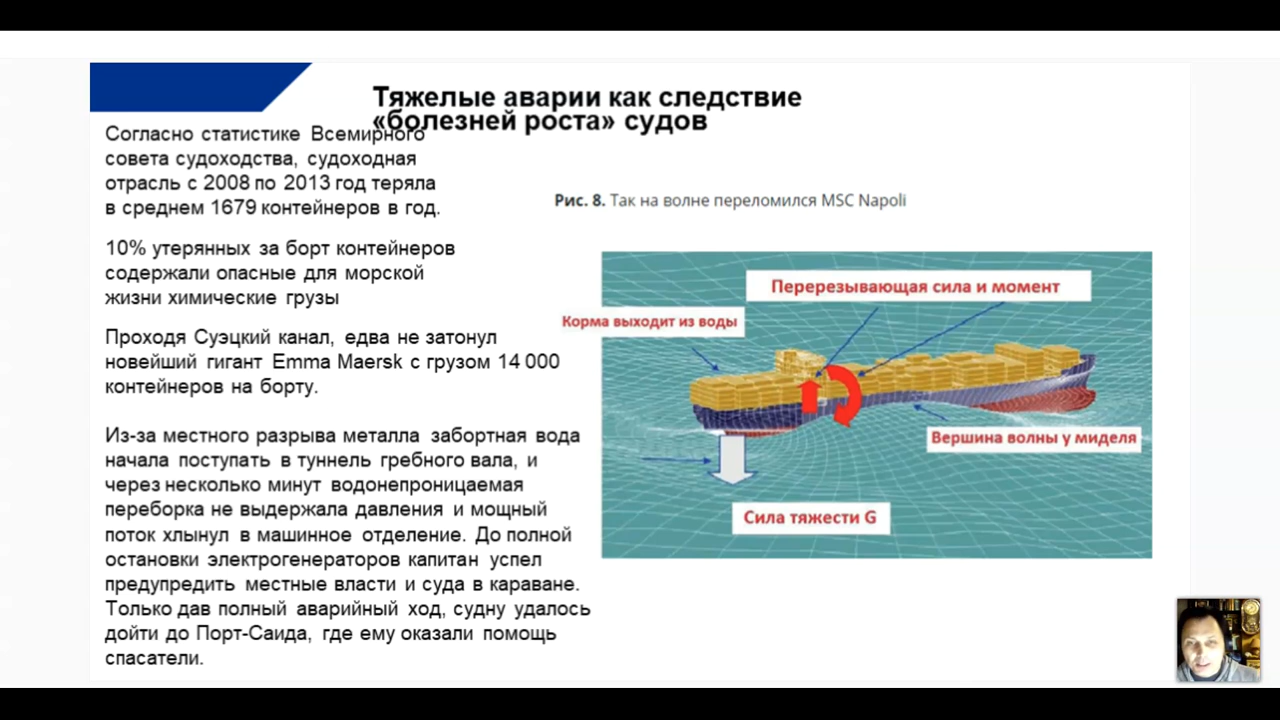 Тяжелые аварии как следствие
«болезней роста» судов
Согласно статистике Всемирного
совета судоходства, судоходная
отрасль с 2008 по 2013 год теряла
в среднем 1679 контейнеров в год.
10% утерянных за борт контейнеров
содержали опасные для морской
жизни химические грузы
Проходя Суэцкий канал, едва не затонул
новейший гигант Emma Maersk с грузом 14 000
контейнеров на борту.
Из-за местного разрыва металла забортная вода
начала поступать в туннель гребного вала, и
через несколько минут водонепроницаемая
переборка не выдержала давления и мощный
поток хлынул в машинное отделение. До полной
остановки электрогенераторов капитан успел
предупредить местные власти и суда в караване.
Только дав полный аварийный ход, судну удалось
дойти до Порт-Саида, где ему оказали помощь
спасатели.
Рис. 8. Так на волне переломился MSC Napoli
Перерезывающая сила и момент
Корма выходит из воды
Вершина волны у миделя
Сила тяжести G